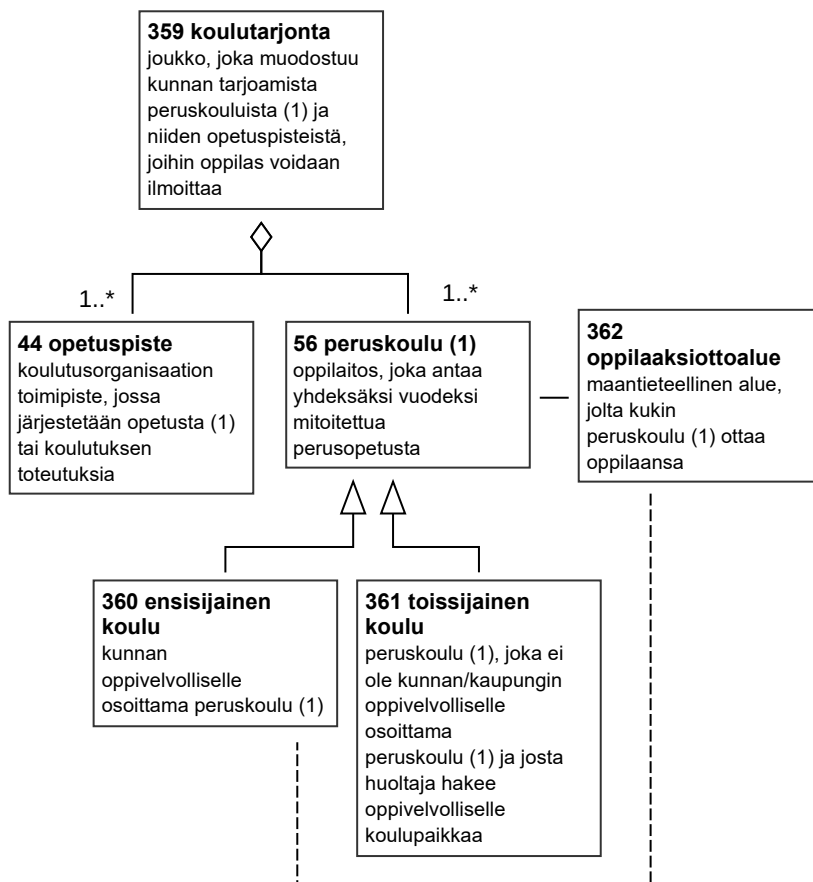 359 koulutarjonta
joukko, joka muodostuu
kunnan tarjoamista
peruskouluista (1) ja
niiden opetuspisteistä,
joihin oppilas voidaan
ilmoittaa
1..*
1..*
44 opetuspiste
koulutusorganisaation
toimipiste, jossa
järjestetään opetusta (1)
tai koulutuksen
toteutuksia
56 peruskoulu (1)
oppilaitos, joka antaa
yhdeksäksi vuodeksi
mitoitettua
perusopetusta
362
oppilaaksiottoalue
maantieteellinen alue,
jolta kukin
peruskoulu (1) ottaa
oppilaansa
360 ensisijainen
koulu
kunnan
oppivelvolliselle
osoittama peruskoulu (1)
361 toissijainen
koulu
peruskoulu (1), joka ei
ole kunnan/kaupungin
oppivelvolliselle
osoittama
peruskoulu (1) ja josta
huoltaja hakee
oppivelvolliselle
koulupaikkaa